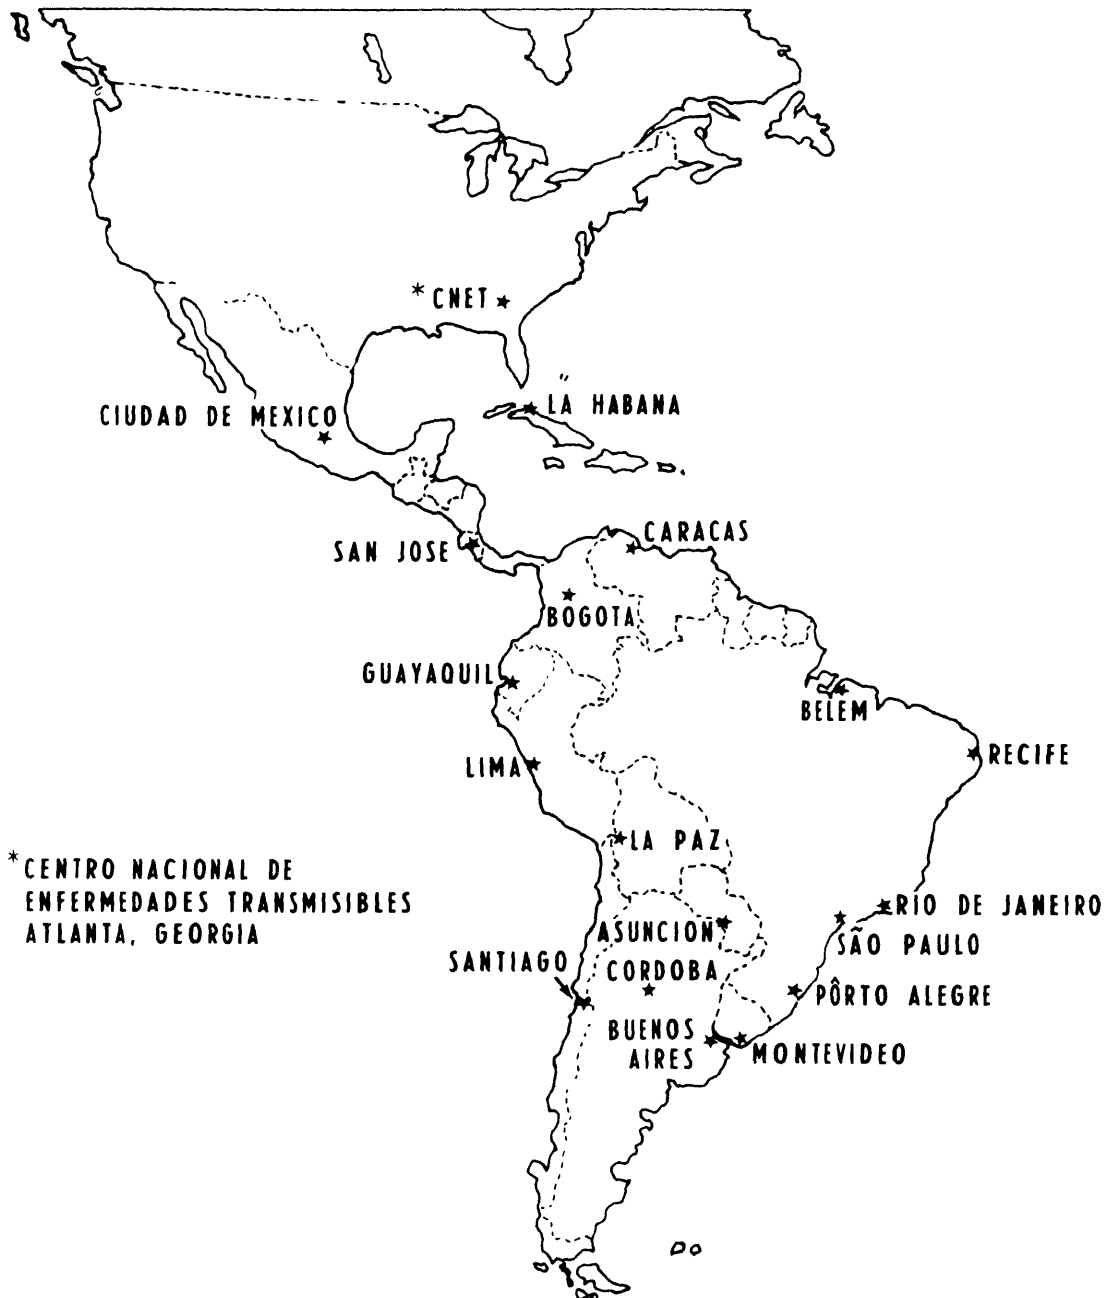 * CNET
LA HABANA
CIUDAD DE MEXICO
CARACAS
SAN JOSE
BOGOTA
GUAYAQUIL
BELEM
RECIFE
LIMA
LA PAZ
*CENTRO NACIONAL DE
ENFERMEDADES TRANSMISIBLES
ATLANTA, GEORGIA
RIO DE JANEIRO
ASUNCION
SÃO PAULO
SANTIAGO
CORDOBA
PÔRTO ALEGRE
BUENOS
AIRES
MONTEVIDEO